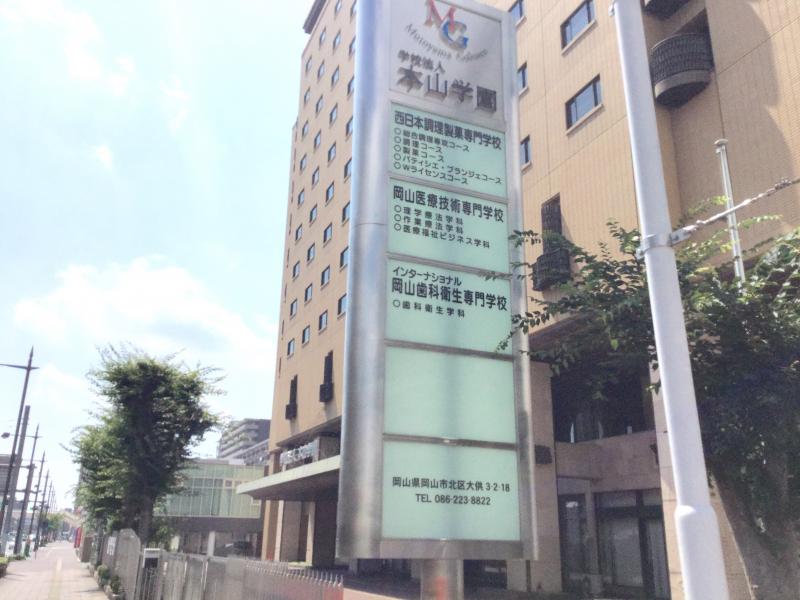 MG
Motoyama Gakuen
学校法人
本山学園
西日本調理製菓専門学校
○総合調理専攻コース
○調理コース
○製菓コース
○パティシエ・ブランジェコース
○Wライセンスコース
岡山医療技術専門学校
○理学療法学科
○作業療法学科
○医療福祉ビジネス学科
インターナショナル
岡山歯科衛生専門学校
○歯科衛生学科
岡山県岡山市北区大供3-2-18
TEL 086-223-8822